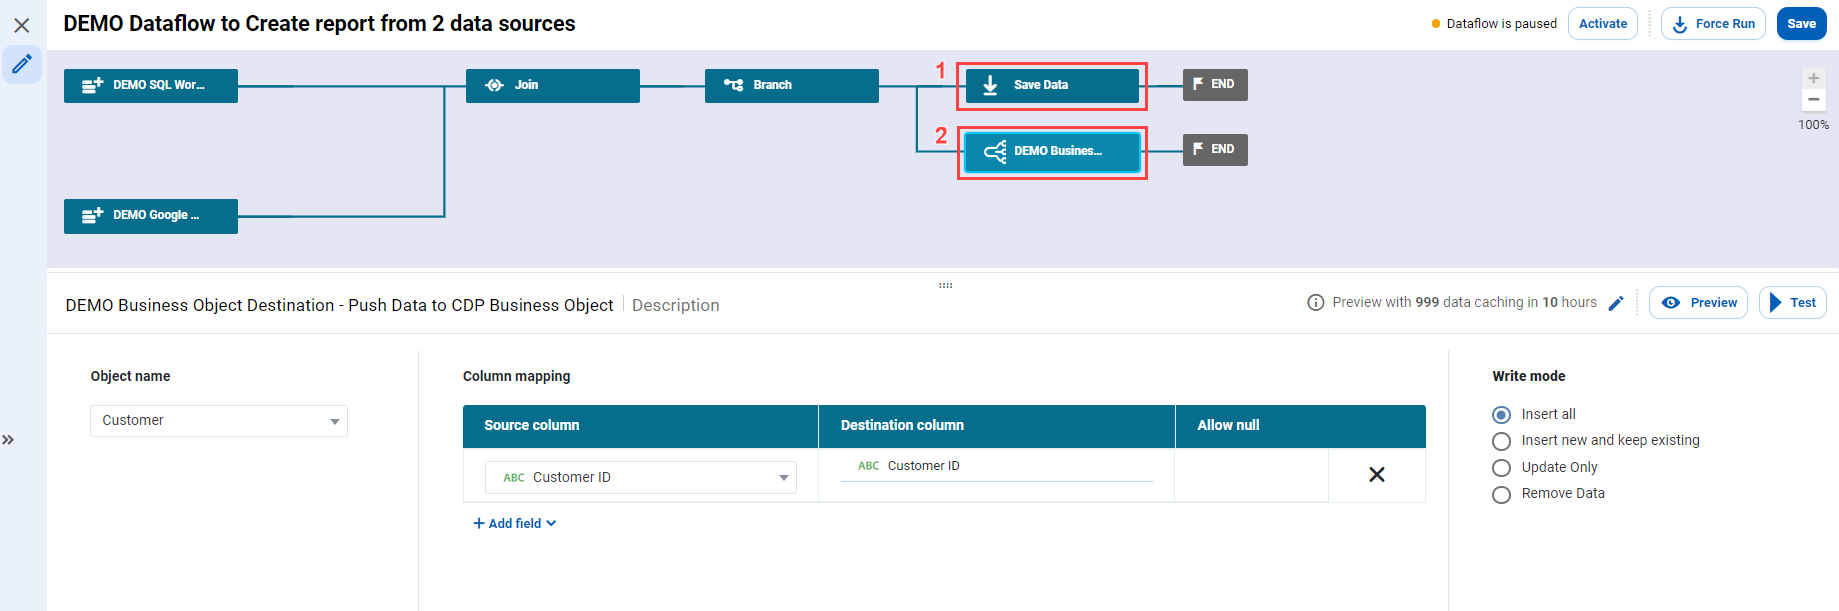 DEMO Dataflow to Create report from 2 data sources
Dataflow is paused
Activate
Force Run
Save
DEMO SQL Wor...
Join
Branch
1
Save Data
END
2
DEMO Busines...
END
100%
DEMO Google ...
DEMO Business Object Destination - Push Data to CDP Business Object
Description
Preview with 999 data caching in 10 hours
Preview
Test
Object name
Customer
Column mapping
Source column
Destination column
Allow null
ABC Customer ID
ABC Customer ID
Add field
Write mode
Insert all
Insert new and keep existing
Update Only
Remove Data